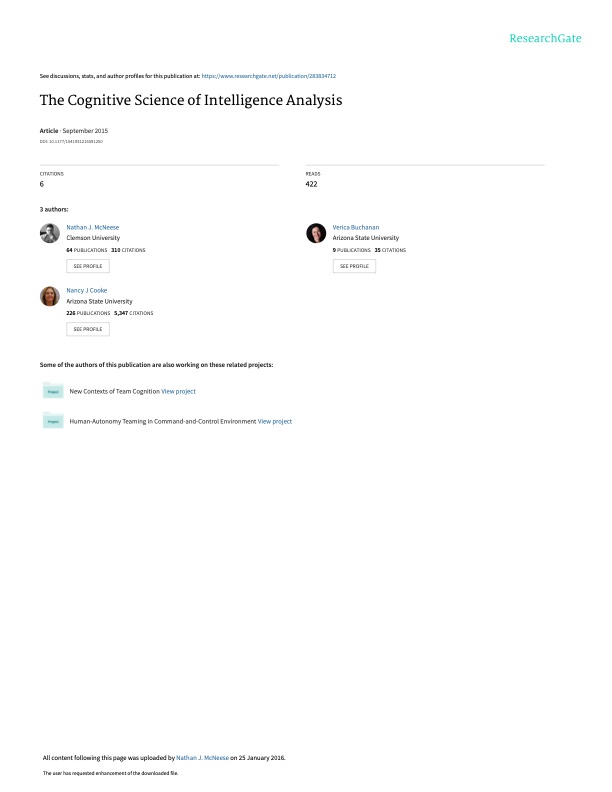 ResearchGate
See discussions, stats, and author profiles for this publication at: https://www.researchgate.net/publication/283834712
The Cognitive Science of Intelligence Analysis
Article · September 2015
DOI: 10.1177/1541931215591250
CITATIONS
6
READS
422
3 authors:
Nathan J. McNeese
Clemson University
64 PUBLICATIONS 310 CITATIONS
SEE PROFILE
Verica Buchanan
Arizona State University
9 PUBLICATIONS 35 CITATIONS
SEE PROFILE
Nancy J Cooke
Arizona State University
226 PUBLICATIONS 5,347 CITATIONS
SEE PROFILE
Some of the authors of this publication are also working on these related projects:
Project
New Contexts of Team Cognition View project
Project
Human-Autonomy Teaming in Command-and-Control Environment View project
All content following this page was uploaded by Nathan J. McNeese on 25 January 2016.
The user has requested enhancement of the downloaded file.